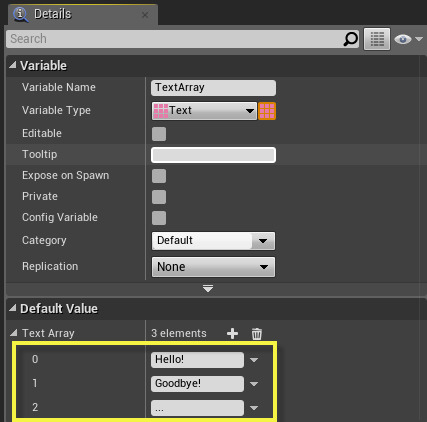 Details
Search
Variable
Variable Name TextArray
Variable Type Text
Editable
Tooltip
Expose on Spawn
Private
Config Variable
Category Default
Replication None
Default Value
Text Array 3 elements
0 Hello!
1 Goodbye!
2 ...